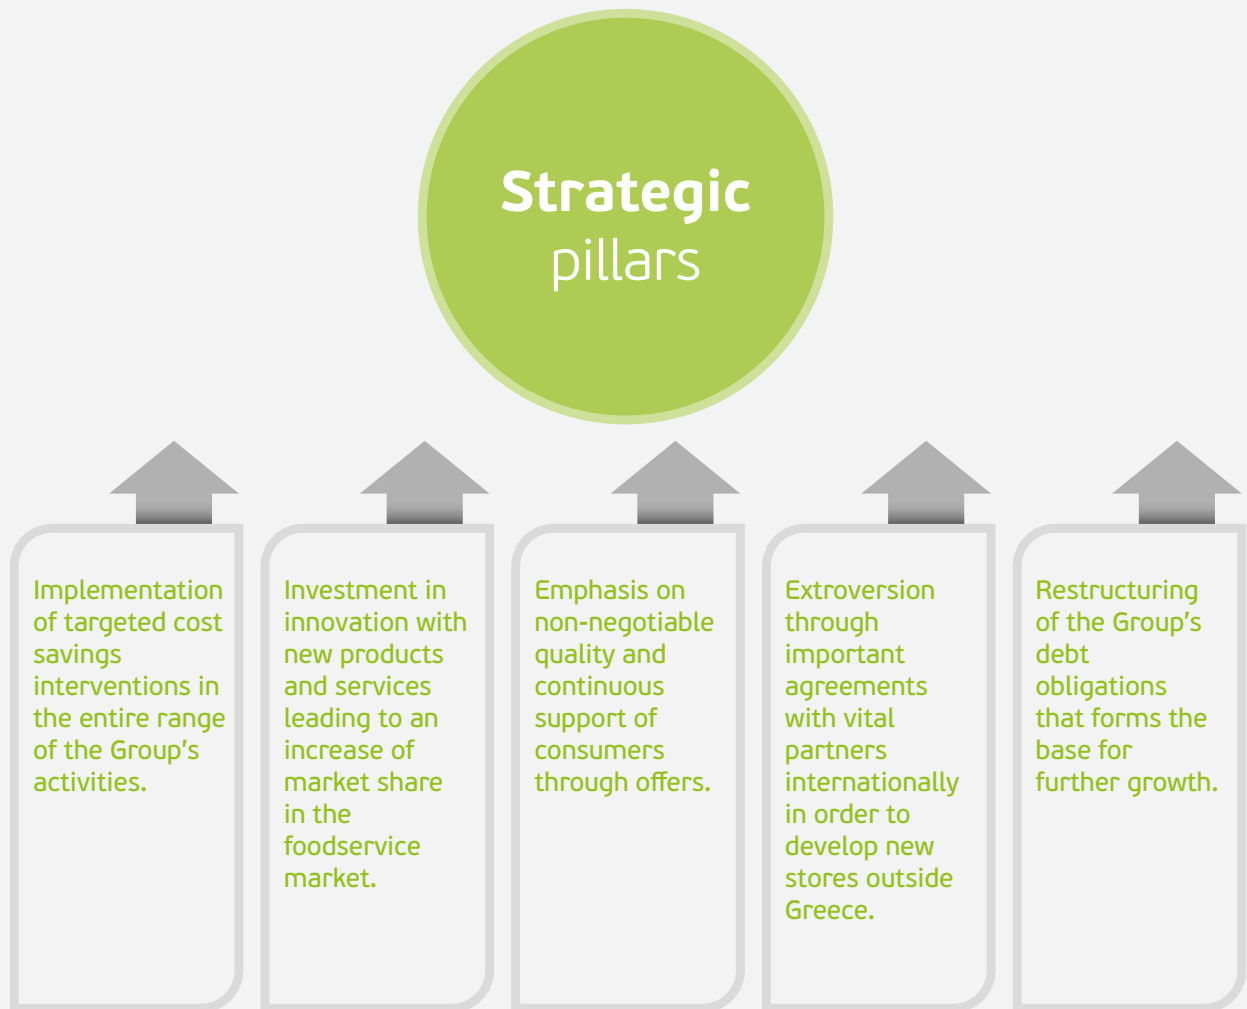 Strategic
pillars
Implementation
of targeted cost
savings
interventions in
the entire range
of the Group's
activities.
Investment in
innovation with
new products
and services
leading to an
increase of
market share
in the
foodservice
market.
Emphasis on
non-negotiable
quality and
continuous
support of
consumers
through offers.
Extroversion
through
important
agreements
with vital
partners
internationally
in order to
develop new
stores outside
Greece.
Restructuring
of the Group's
debt
obligations
that forms the
base for
further growth.